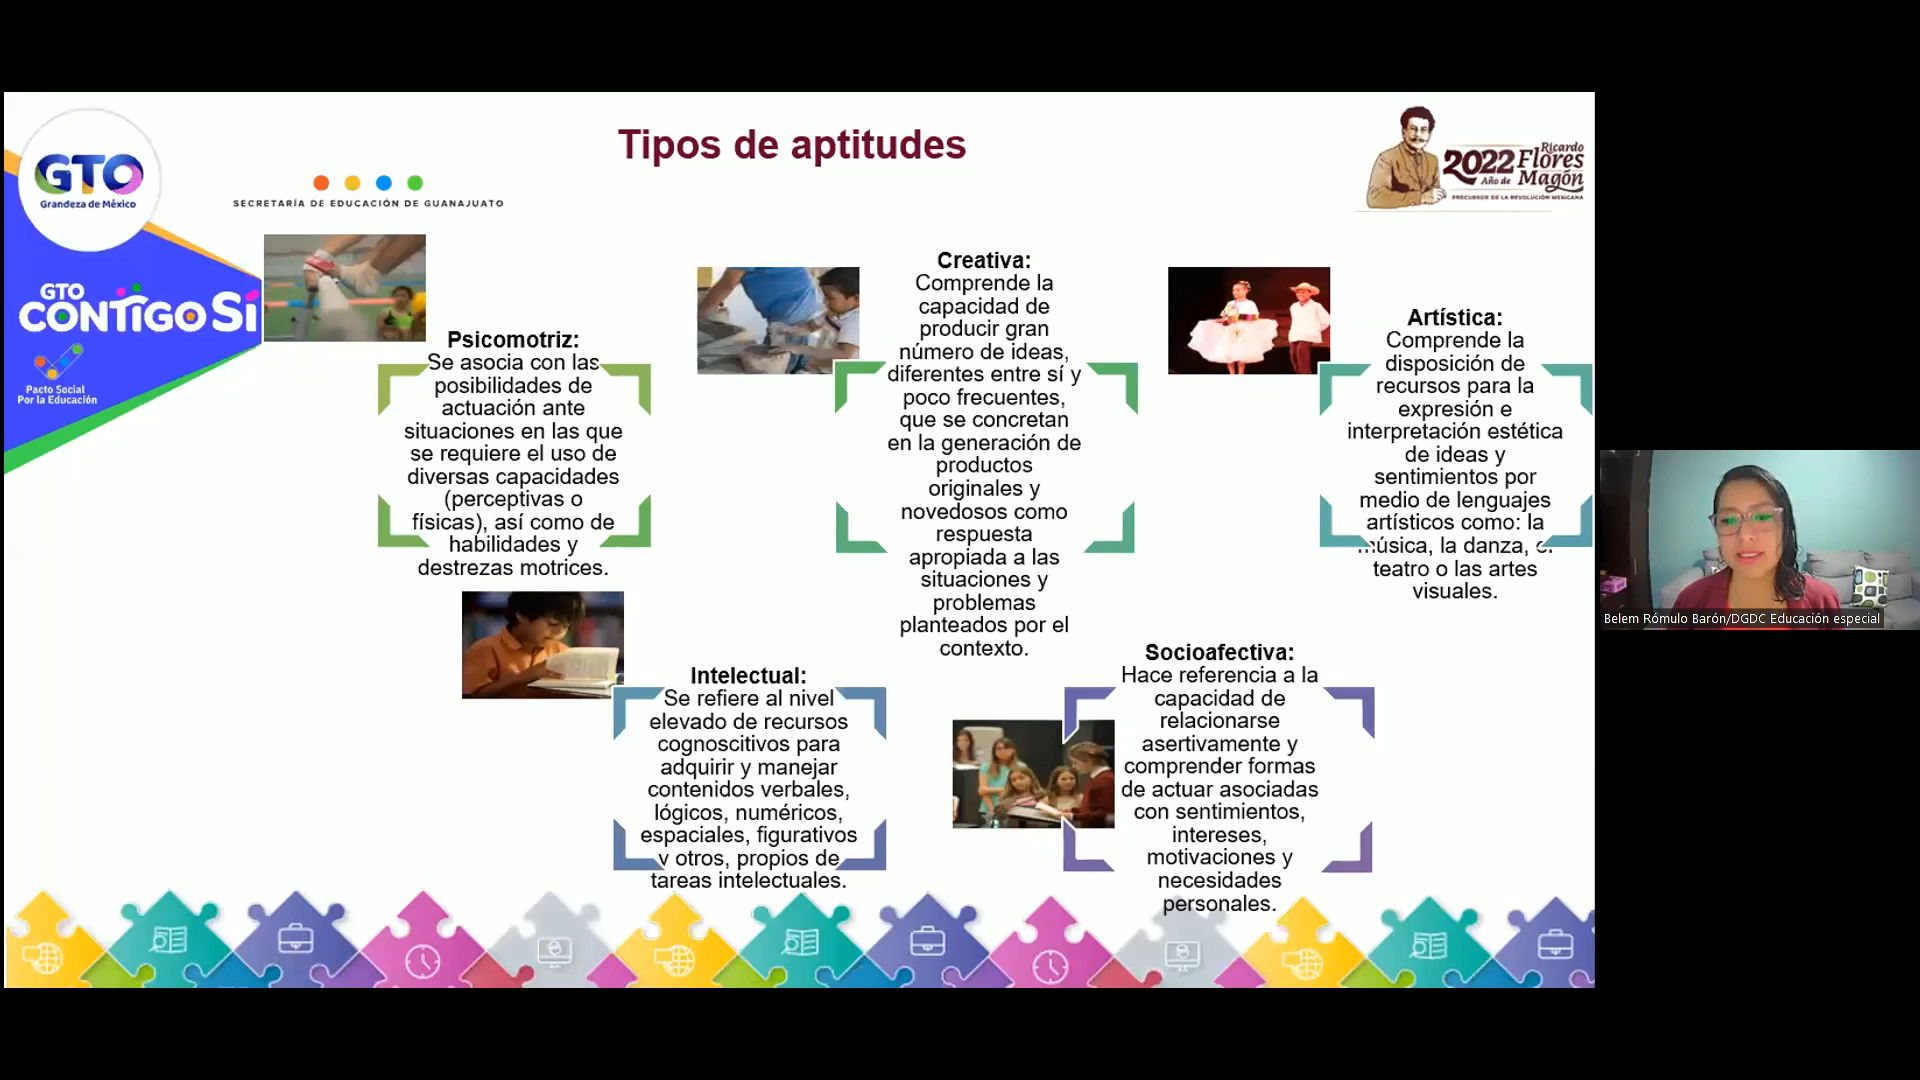 Tipos de aptitudes
GTO
Grandeza de México
SECRETARÍA DE EDUCACIÓN DE GUANAJUATO
GTO
CONTIGO SÍ
Pacto Social
Por la Educación
Ricardo
2022 Flores
Año de Magón
PRECURSOR DE LA REVOLUCIÓN MEXICANA
Psicomotriz:
Se asocia con las
posibilidades de
actuación ante
situaciones en las que
se requiere el uso de
diversas capacidades
(perceptivas o
físicas), así como de
habilidades y
destrezas motrices.
Creativa:
Comprende la
capacidad de
producir gran
número de ideas,
diferentes entre sí y
poco frecuentes,
que se concretan
en la generación de
productos
originales y
novedosos como
respuesta
apropiada a las
situaciones y
problemas
planteados por el
contexto.
Artística:
Comprende la
disposición de
recursos para la
expresión e
interpretación estética
de ideas y
sentimientos por
medio de lenguajes
artísticos como: la
música, la danza, el
teatro o las artes
visuales.
Intelectual:
Se refiere al nivel
elevado de recursos
cognoscitivos para
adquirir y manejar
contenidos verbales,
lógicos, numéricos,
espaciales, figurativos
y otros, propios de
tareas intelectuales.
Socioafectiva:
Hace referencia a la
capacidad de
relacionarse
asertivamente y
comprender formas
de actuar asociadas
con sentimientos,
intereses,
motivaciones y
necesidades
personales.
Belem Rómulo Barón/DGDC Educación especial